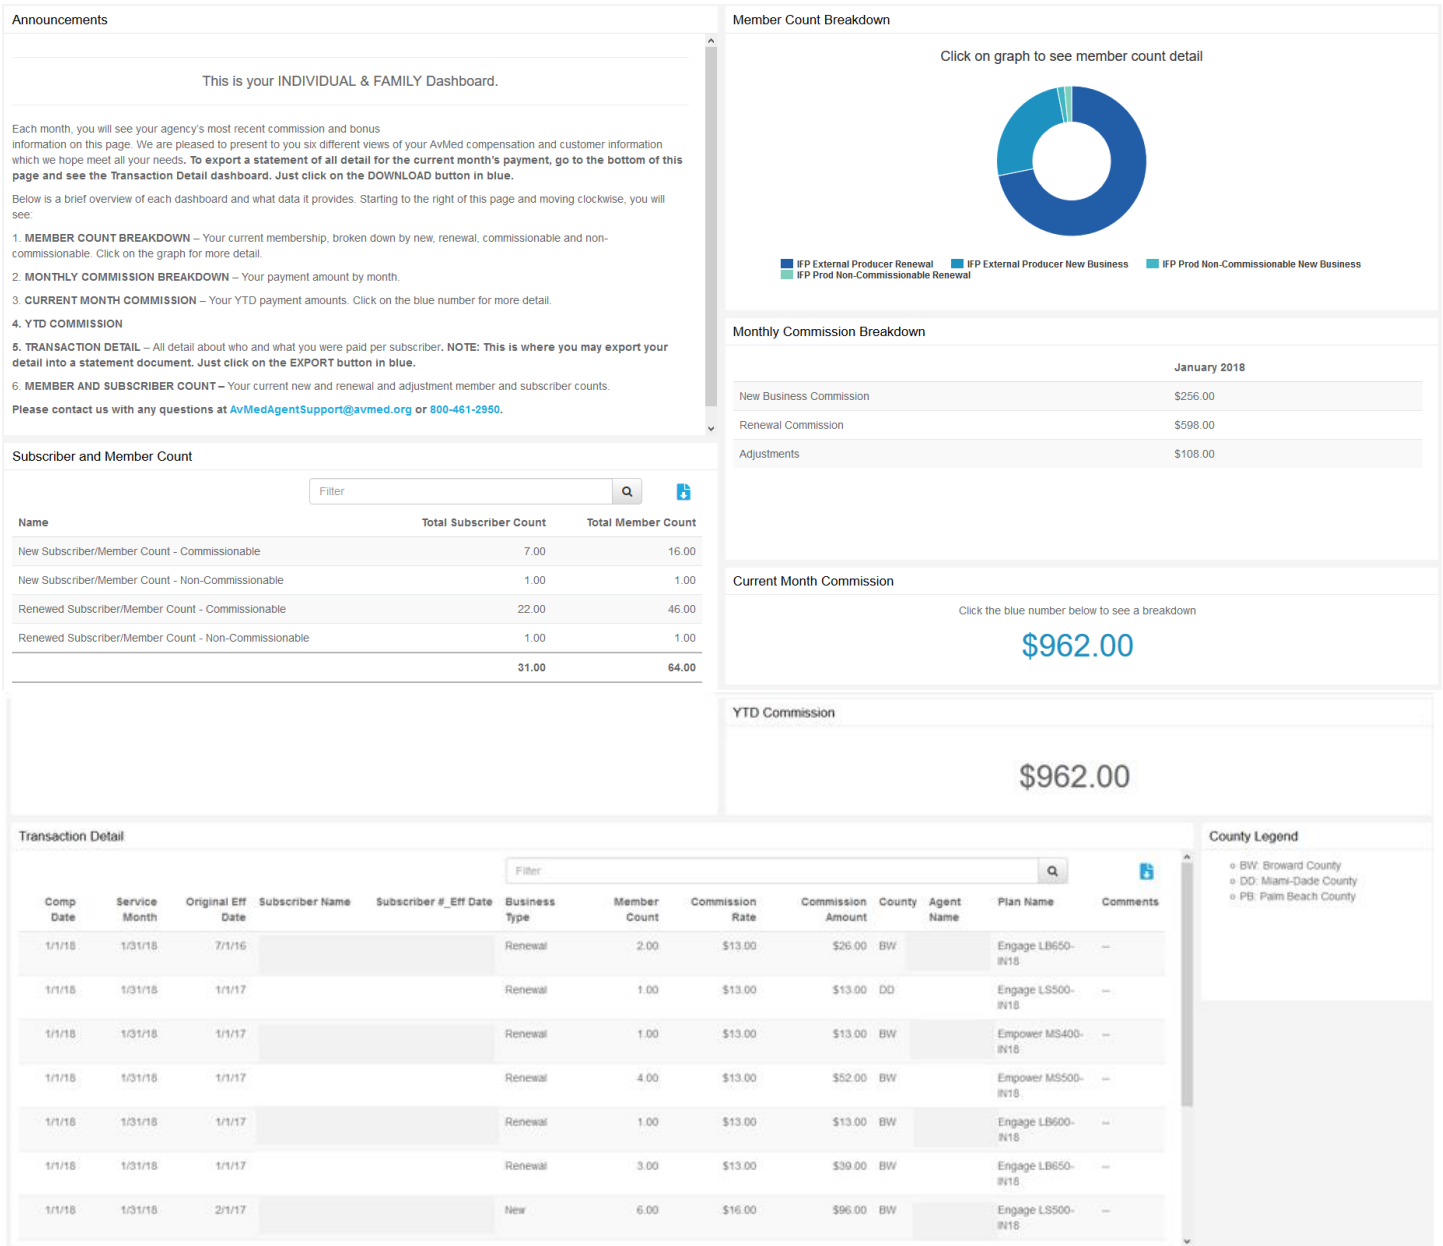 Announcements
This is your INDIVIDUAL & FAMILY Dashboard.
Each month, you will see your agency's most recent commission and bonus
information on this page. We are pleased to present to you six different views of your AvMed compensation and customer information
which we hope meet all your needs. To export a statement of all detail for the current month's payment, go to the bottom of this
page and see the Transaction Detail dashboard. Just click on the DOWNLOAD button in blue.
Below is a brief overview of each dashboard and what data it provides. Starting to the right of this page and moving clockwise, you will
see:
1. MEMBER COUNT BREAKDOWN – Your current membership, broken down by new, renewal, commissionable and non-
commissionable. Click on the graph for more detail.
2. MONTHLY COMMISSION BREAKDOWN – Your payment amount by month.
3. CURRENT MONTH COMMISSION – Your YTD payment amounts. Click on the blue number for more detail.
4. YTD COMMISSION
5. TRANSACTION DETAIL – All detail about who and what you were paid per subscriber. NOTE: This is where you may export your
detail into a statement document. Just click on the EXPORT button in blue.
6. MEMBER AND SUBSCRIBER COUNT – Your current new and renewal and adjustment member and subscriber counts.
Please contact us with any questions at AvMedAgentSupport@avmed.org or 800-461-2950.
Member Count Breakdown
Click on graph to see member count detail
IFP External Producer Renewal IFP External Producer New Business IFP Prod Non-Commissionable New Business
IFP Prod Non-Commissionable Renewal
Monthly Commission Breakdown
January 2018
New Business Commission $256.00
Renewal Commission $598.00
Adjustments $108.00
Subscriber and Member Count
Filter
Name Total Subscriber Count Total Member Count
New Subscriber/Member Count - Commissionable 7.00 16.00
New Subscriber/Member Count - Non-Commissionable 1.00 1.00
Renewed Subscriber/Member Count - Commissionable 22.00 46.00
Renewed Subscriber/Member Count - Non-Commissionable 1.00 1.00
31.00 64.00
Current Month Commission
Click the blue number below to see a breakdown
$962.00
YTD Commission
$962.00
Transaction Detail
Filter
Comp Service Original Eff Subscriber Name Subscriber #_Eff Date Business Member Commission Commission County Agent Plan Name Comments
Date Month Date Type Count Rate Amount Name
1/1/18 1/31/18 7/1/16 Renewal 2.00 $13.00 $26.00 BW Engage LB650- --
IN18
1/1/18 1/31/18 1/1/17 Renewal 1.00 $13.00 $13.00 DD Engage LS500- --
IN18
1/1/18 1/31/18 1/1/17 Renewal 1.00 $13.00 $13.00 BW Empower MS400- --
IN18
1/1/18 1/31/18 1/1/17 Renewal 4.00 $13.00 $52.00 BW Empower MS500- --
IN18
1/1/18 1/31/18 1/1/17 Renewal 1.00 $13.00 $13.00 BW Engage LB600- --
IN18
1/1/18 1/31/18 1/1/17 Renewal 3.00 $13.00 $39.00 BW Engage LB650- --
IN18
1/1/18 1/31/18 2/1/17 New 6.00 $16.00 $96.00 BW Engage LS500- --
IN18
County Legend
BW: Broward County
DD: Miami-Dade County
PB: Palm Beach County